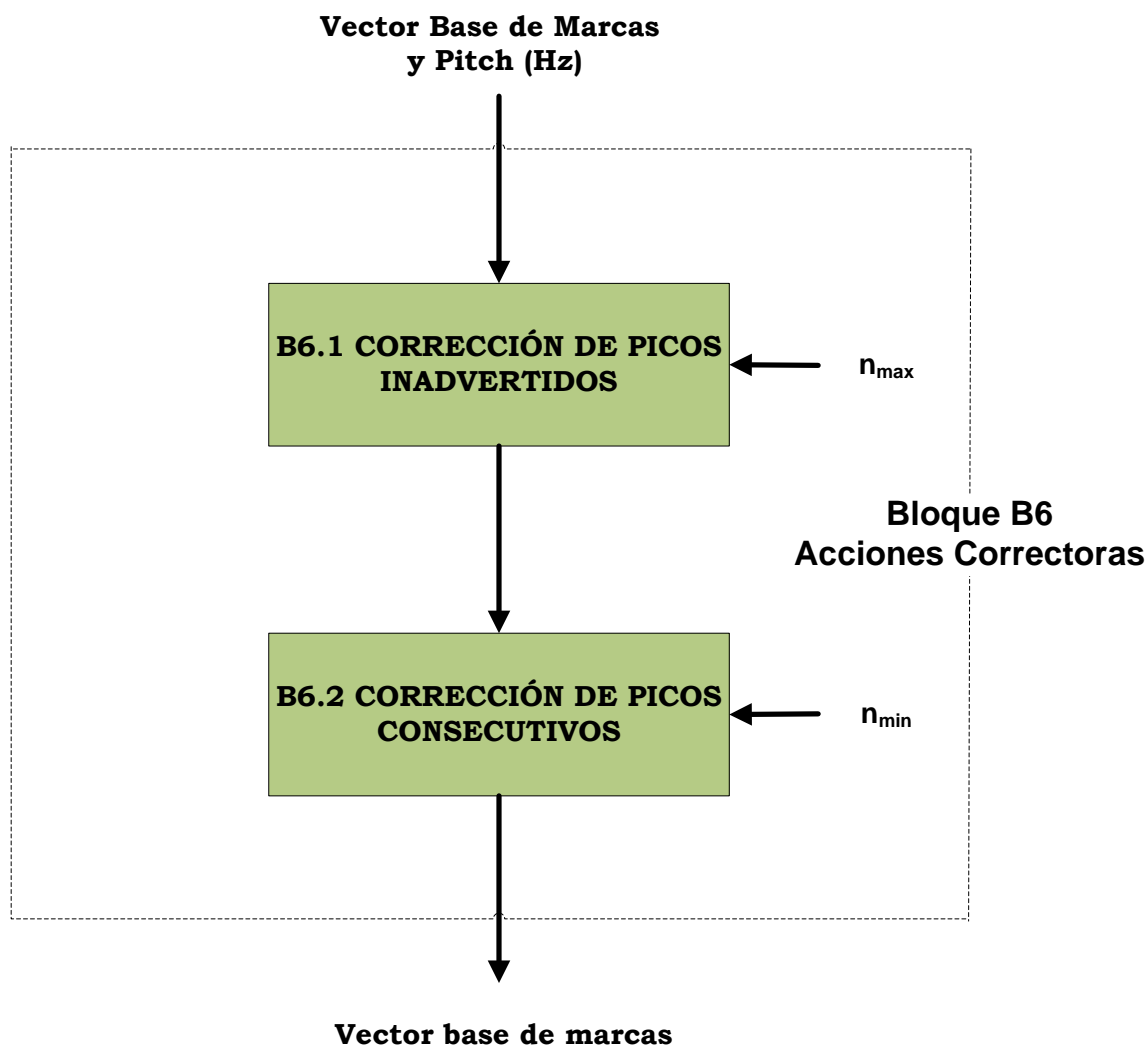 Vector Base de Marcas
y Pitch (Hz)
B6.1 CORRECCIÓN DE PICOS
INADVERTIDOS
nmax
Bloque B6
Acciones Correctoras
B6.2 CORRECCIÓN DE PICOS
CONSECUTIVOS
nmin
Vector base de marcas